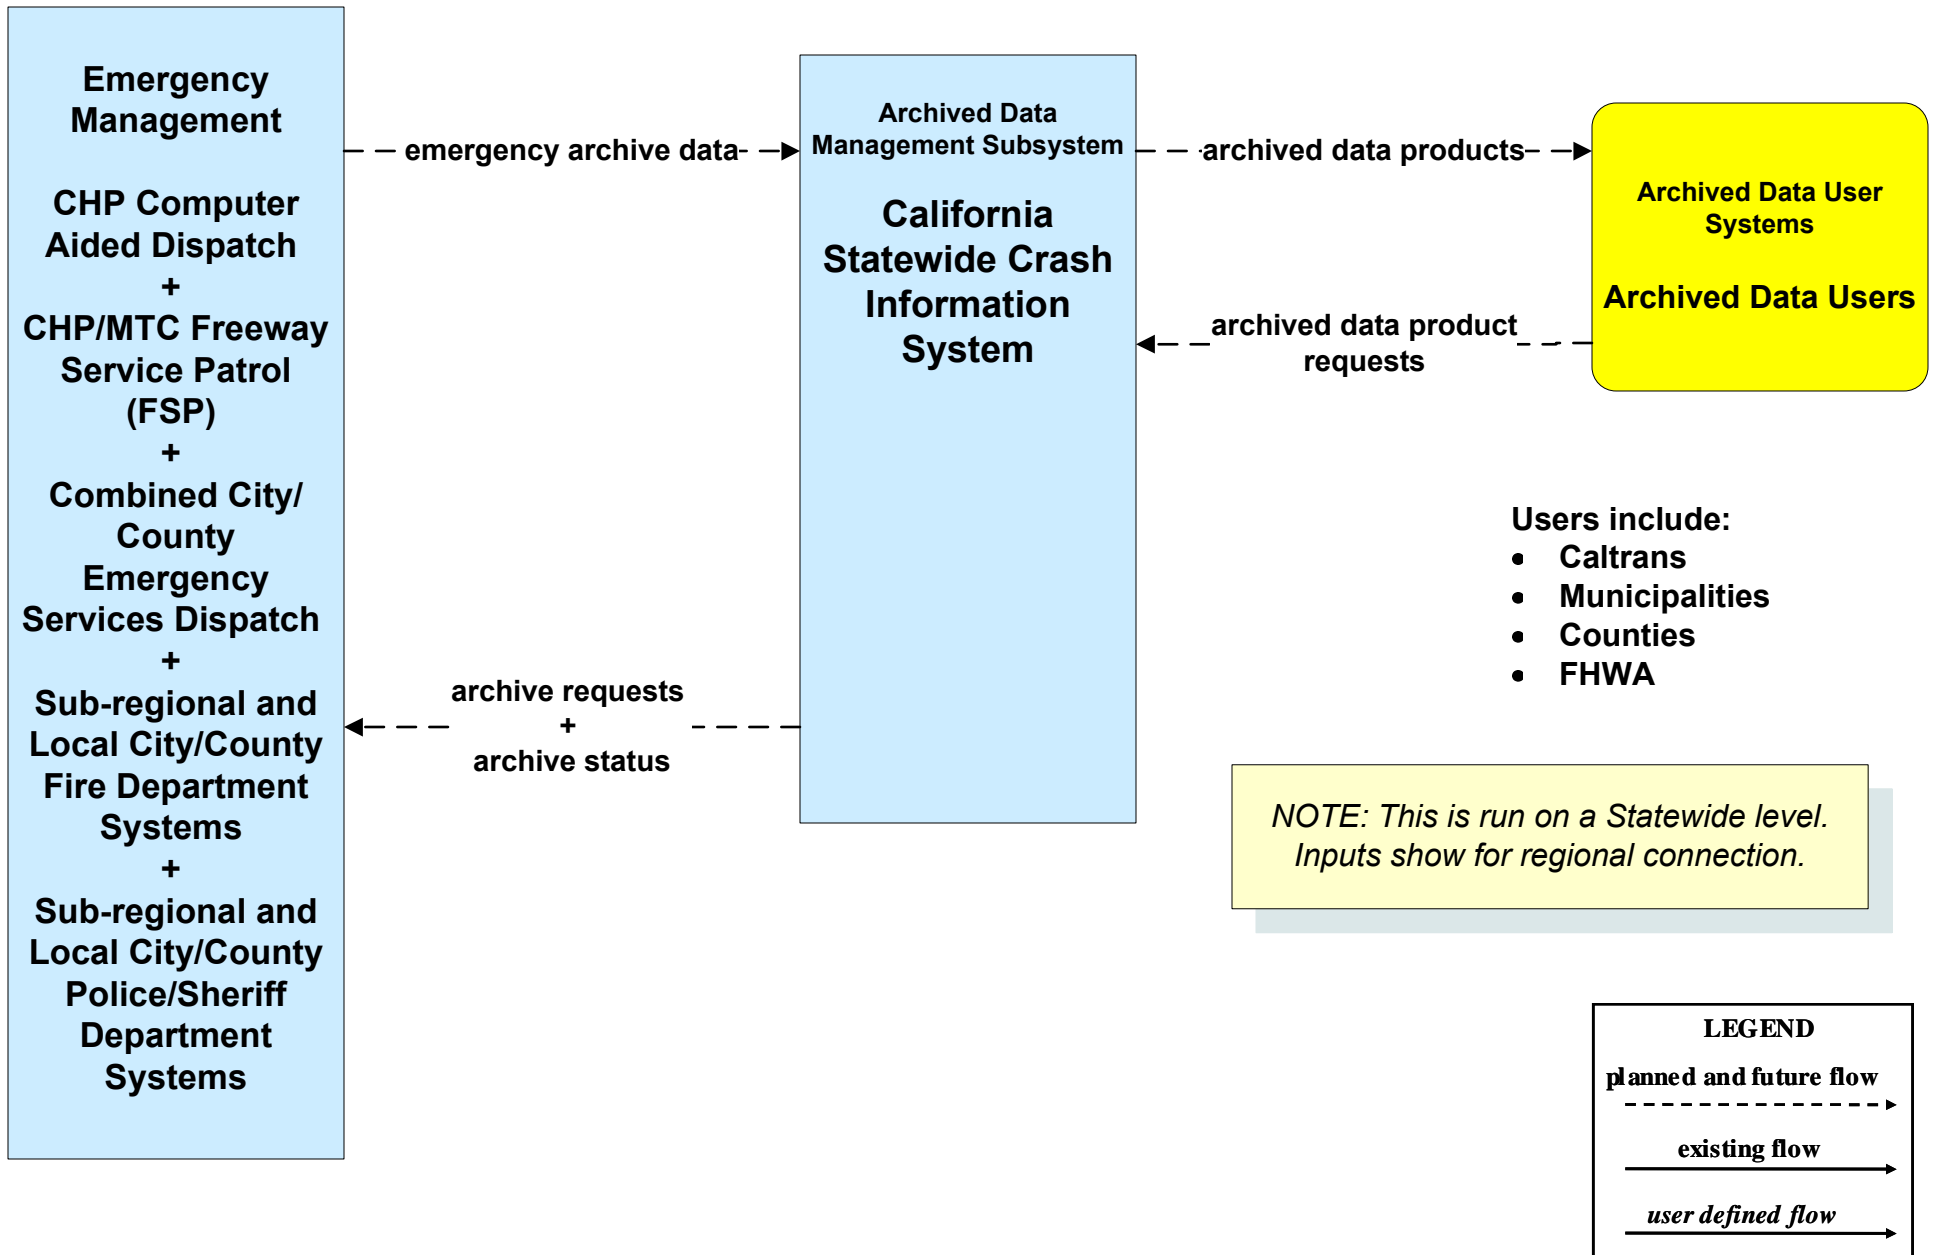 Emergency
Management
CHP Computer
Aided Dispatch
+
CHP/MTC Freeway
Service Patrol
(FSP)
+
Combined City/
County
Emergency
Services Dispatch
+
Sub-regional and
Local City/County
Fire Department
Systems
+
Sub-regional and
Local City/County
Police/Sheriff
Department
Systems
emergency archive data
archive requests
+
archive status
Archived Data
Management Subsystem
California
Statewide Crash
Information
System
archived data products
archived data product
requests
Archived Data User
Systems
Archived Data Users
Users include:
• Caltrans
• Municipalities
• Counties
• FHWA
NOTE: This is run on a Statewide level.
Inputs show for regional connection.
LEGEND
planned and future flow
existing flow
user defined flow